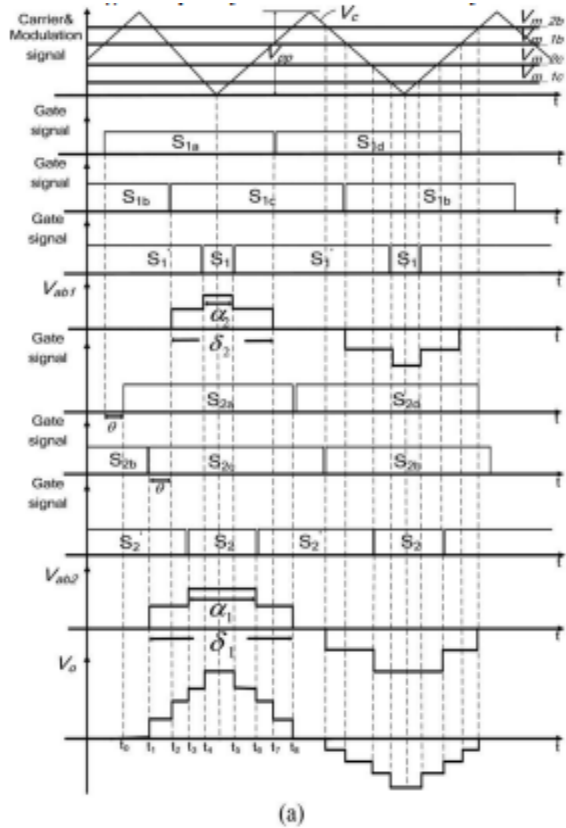 Carrier&
Modulation
signal
V_c
V_pp
V_m_2b
V_m_1b
V_m_2c
V_m_1c
t
Gate
signal
S_1a
S_1d
t
Gate
signal
S_1b
S_1c
S_1b
t
Gate
signal
S_1'
S_1
S_1'
S_1
t
V_ab1
α_2
δ_2
t
Gate
signal
S_2a
S_2d
t
θ
Gate
signal
S_2b
S_2c
S_2b
t
θ
Gate
signal
S_2'
S_2
S_2'
S_2
t
V_ab2
α_1
δ_1
t
V_o
t_0 t_1 t_2 t_3 t_4 t_5 t_6 t_7 t_8
t
(a)